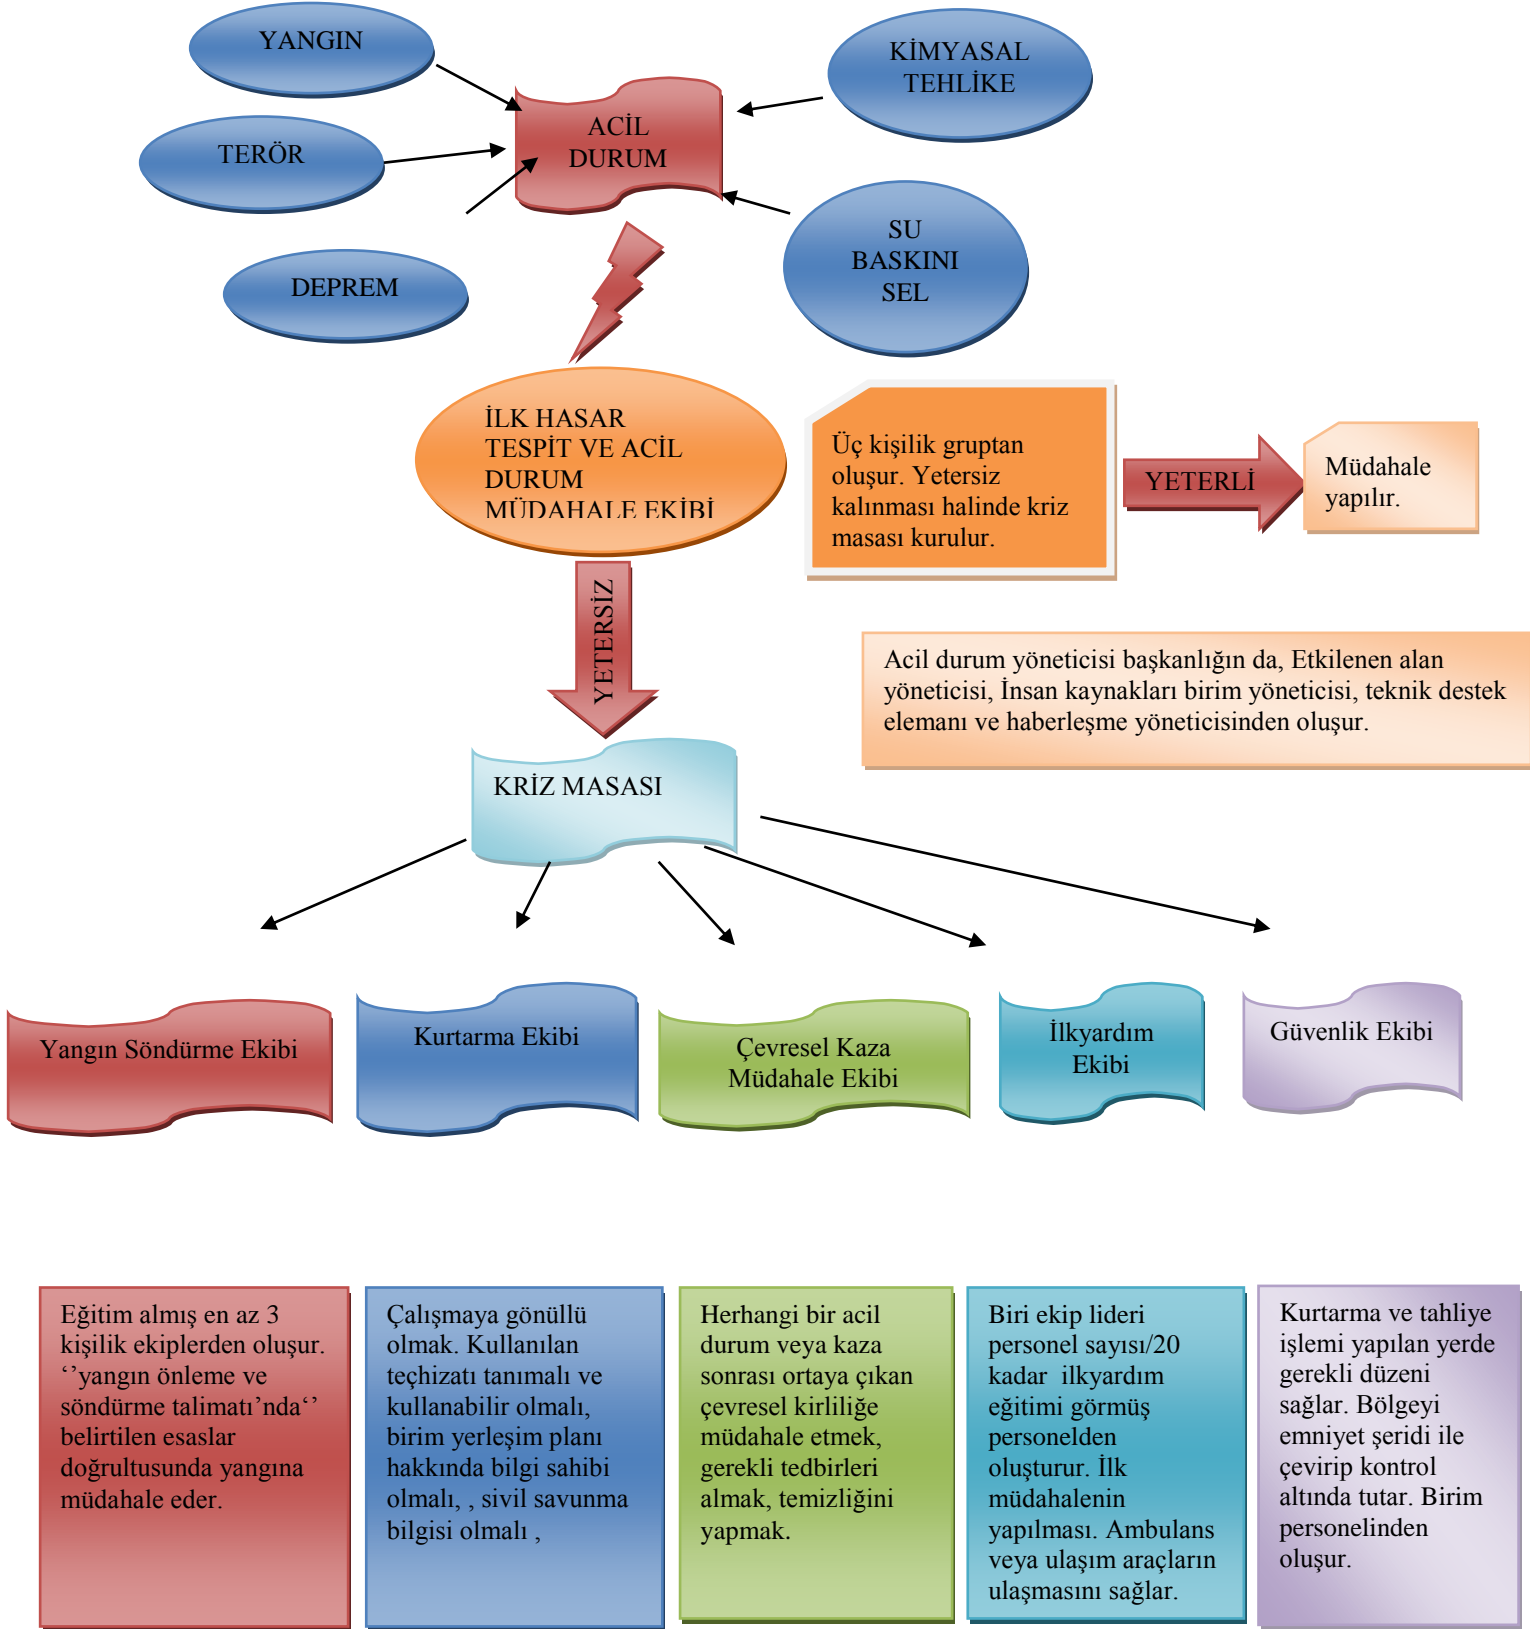 YANGIN
KİMYASAL
TEHLİKE
ACİL
DURUM
TERÖR
DEPREM
SU
BASKINI
SEL
İLK HASAR
TESPİT VE ACİL
DURUM
MÜDAHALE EKİBİ
Üç kişilik gruptan
oluşur. Yetersiz
kalınması halinde kriz
masası kurulur.
YETERLİ
Müdahale
yapılır.
YETERSİZ
Acil durum yöneticisi başkanlığın da, Etkilenen alan
yöneticisi, İnsan kaynakları birim yöneticisi, teknik destek
elemanı ve haberleşme yöneticisinden oluşur.
KRİZ MASASI
Yangın Söndürme Ekibi
Kurtarma Ekibi
Çevresel Kaza
Müdahale Ekibi
İlkyardım
Ekibi
Güvenlik Ekibi
Eğitim almış en az 3
kişilik ekiplerden oluşur.
‘’yangın önleme ve
söndürme talimatı’nda‘’
belirtilen esaslar
doğrultusunda yangına
müdahale eder.
Çalışmaya gönüllü
olmak. Kullanılan
teçhizatı tanımalı ve
kullanabilir olmalı,
birim yerleşim planı
hakkında bilgi sahibi
olmalı, , sivil savunma
bilgisi olmalı ,
Herhangi bir acil
durum veya kaza
sonrası ortaya çıkan
çevresel kirliliğe
müdahale etmek,
gerekli tedbirleri
almak, temizliğini
yapmak.
Biri ekip lideri
personel sayısı/20
kadar  ilkyardım
eğitimi görmüş
personelden
oluşturur. İlk
müdahalenin
yapılması. Ambulans
veya ulaşım araçların
ulaşmasını sağlar.
Kurtarma ve tahliye
işlemi yapılan yerde
gerekli düzeni
sağlar. Bölgeyi
emniyet şeridi ile
çevirip kontrol
altında tutar. Birim
personelinden
oluşur.